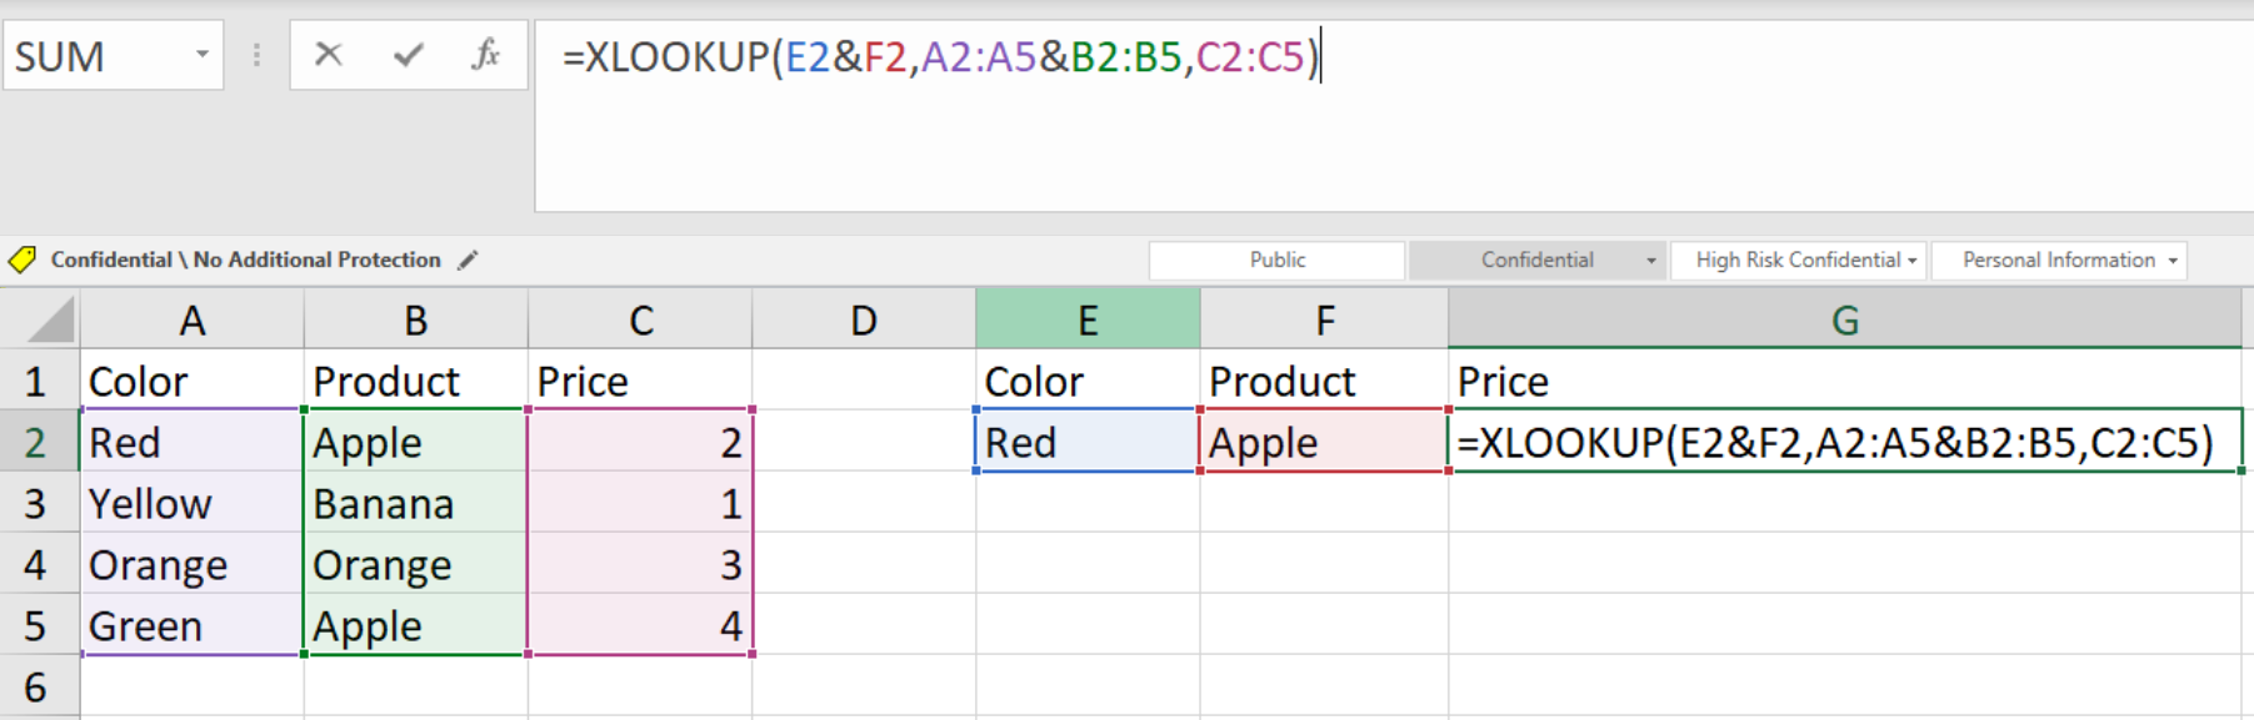 SUM fx =XLOOKUP(E2&F2,A2:A5&B2:B5,C2:C5)
Confidential \ No Additional Protection Public Confidential High Risk Confidential Personal Information
A B C D E F G
1 Color Product Price Color Product Price
2 Red Apple 2 Red Apple =XLOOKUP(E2&F2,A2:A5&B2:B5,C2:C5)
3 Yellow Banana 1
4 Orange Orange 3
5 Green Apple 4
6